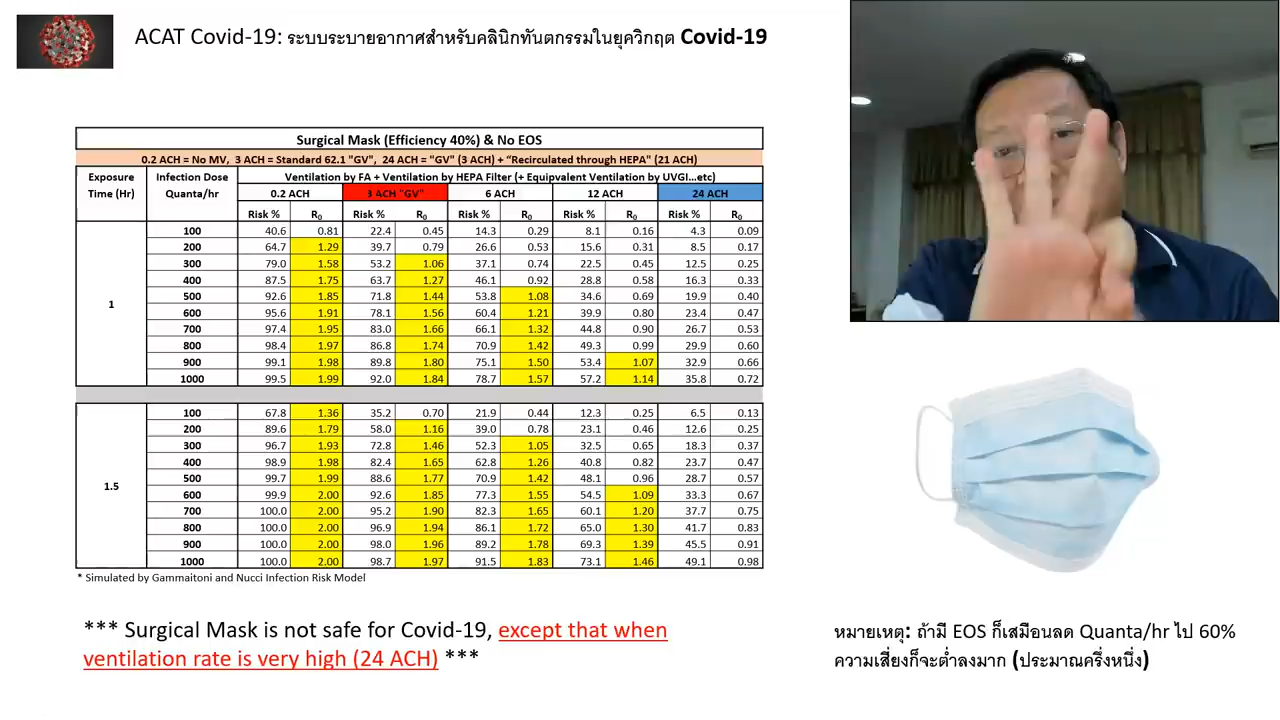 ACAT Covid-19: ระบบระบายอากาศสำหรับคลินิกทันตกรรมในยุควิกฤต Covid-19
Surgical Mask (Efficiency 40%) & No EOS
0.2 ACH = No MV, 3 ACH = Standard 62.1 "GV", 24 ACH = "GV" (3 ACH) + "Recirculated through HEPA" (21 ACH)
Exposure Time (Hr) Infection Dose Quanta/hr Ventilation by FA + Ventilation by HEPA Filter (+ Equipvalent Ventilation by UVGI...etc)
0.2 ACH 3 ACH "GV" 6 ACH 12 ACH 24 ACH
Risk % R0 Risk % R0 Risk % R0 Risk % R0 Risk % R0
1
100 40.6 0.81 22.4 0.45 14.3 0.29 8.1 0.16 4.3 0.09
200 64.7 1.29 39.7 0.79 26.6 0.53 15.6 0.31 8.5 0.17
300 79.0 1.58 53.2 1.06 37.1 0.74 22.5 0.45 12.5 0.25
400 87.5 1.75 63.7 1.27 46.1 0.92 28.8 0.58 16.3 0.33
500 92.6 1.85 71.8 1.44 53.8 1.08 34.6 0.69 19.9 0.40
600 95.6 1.91 78.1 1.56 60.4 1.21 39.9 0.80 23.4 0.47
700 97.4 1.95 83.0 1.66 66.1 1.32 44.8 0.90 26.7 0.53
800 98.4 1.97 86.8 1.74 70.9 1.42 49.3 0.99 29.9 0.60
900 99.1 1.98 89.8 1.80 75.1 1.50 53.4 1.07 32.9 0.66
1000 99.5 1.99 92.0 1.84 78.7 1.57 57.2 1.14 35.8 0.72
1.5
100 67.8 1.36 35.2 0.70 21.9 0.44 12.3 0.25 6.5 0.13
200 89.6 1.79 58.0 1.16 39.0 0.78 23.1 0.46 12.6 0.25
300 96.7 1.93 72.8 1.46 52.3 1.05 32.5 0.65 18.3 0.37
400 98.9 1.98 82.4 1.65 62.8 1.26 40.8 0.82 23.7 0.47
500 99.7 1.99 88.6 1.77 70.9 1.42 48.1 0.96 28.7 0.57
600 99.9 2.00 92.6 1.85 77.3 1.55 54.5 1.09 33.3 0.67
700 100.0 2.00 95.2 1.90 82.3 1.65 60.1 1.20 37.7 0.75
800 100.0 2.00 96.9 1.94 86.1 1.72 65.0 1.30 41.7 0.83
900 100.0 2.00 98.0 1.96 89.2 1.78 69.3 1.39 45.5 0.91
1000 100.0 2.00 98.7 1.97 91.5 1.83 73.1 1.46 49.1 0.98
* Simulated by Gammaitoni and Nucci Infection Risk Model
*** Surgical Mask is not safe for Covid-19, except that when
ventilation rate is very high (24 ACH) ***
หมายเหตุ: ถ้ามี EOS ก็เสมือนลด Quanta/hr ไป 60%
ความเสี่ยงก็จะต่ำลงมาก (ประมาณครึ่งหนึ่ง)